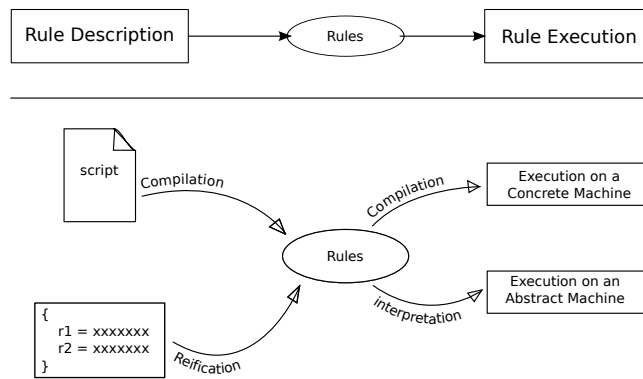 Rule Description
Rules
Rule Execution
script
Compilation
Compilation
Execution on a
Concrete Machine
Rules
{
r1 = xxxxxxx
r2 = xxxxxxx
}
Reification
interpretation
Execution on an
Abstract Machine